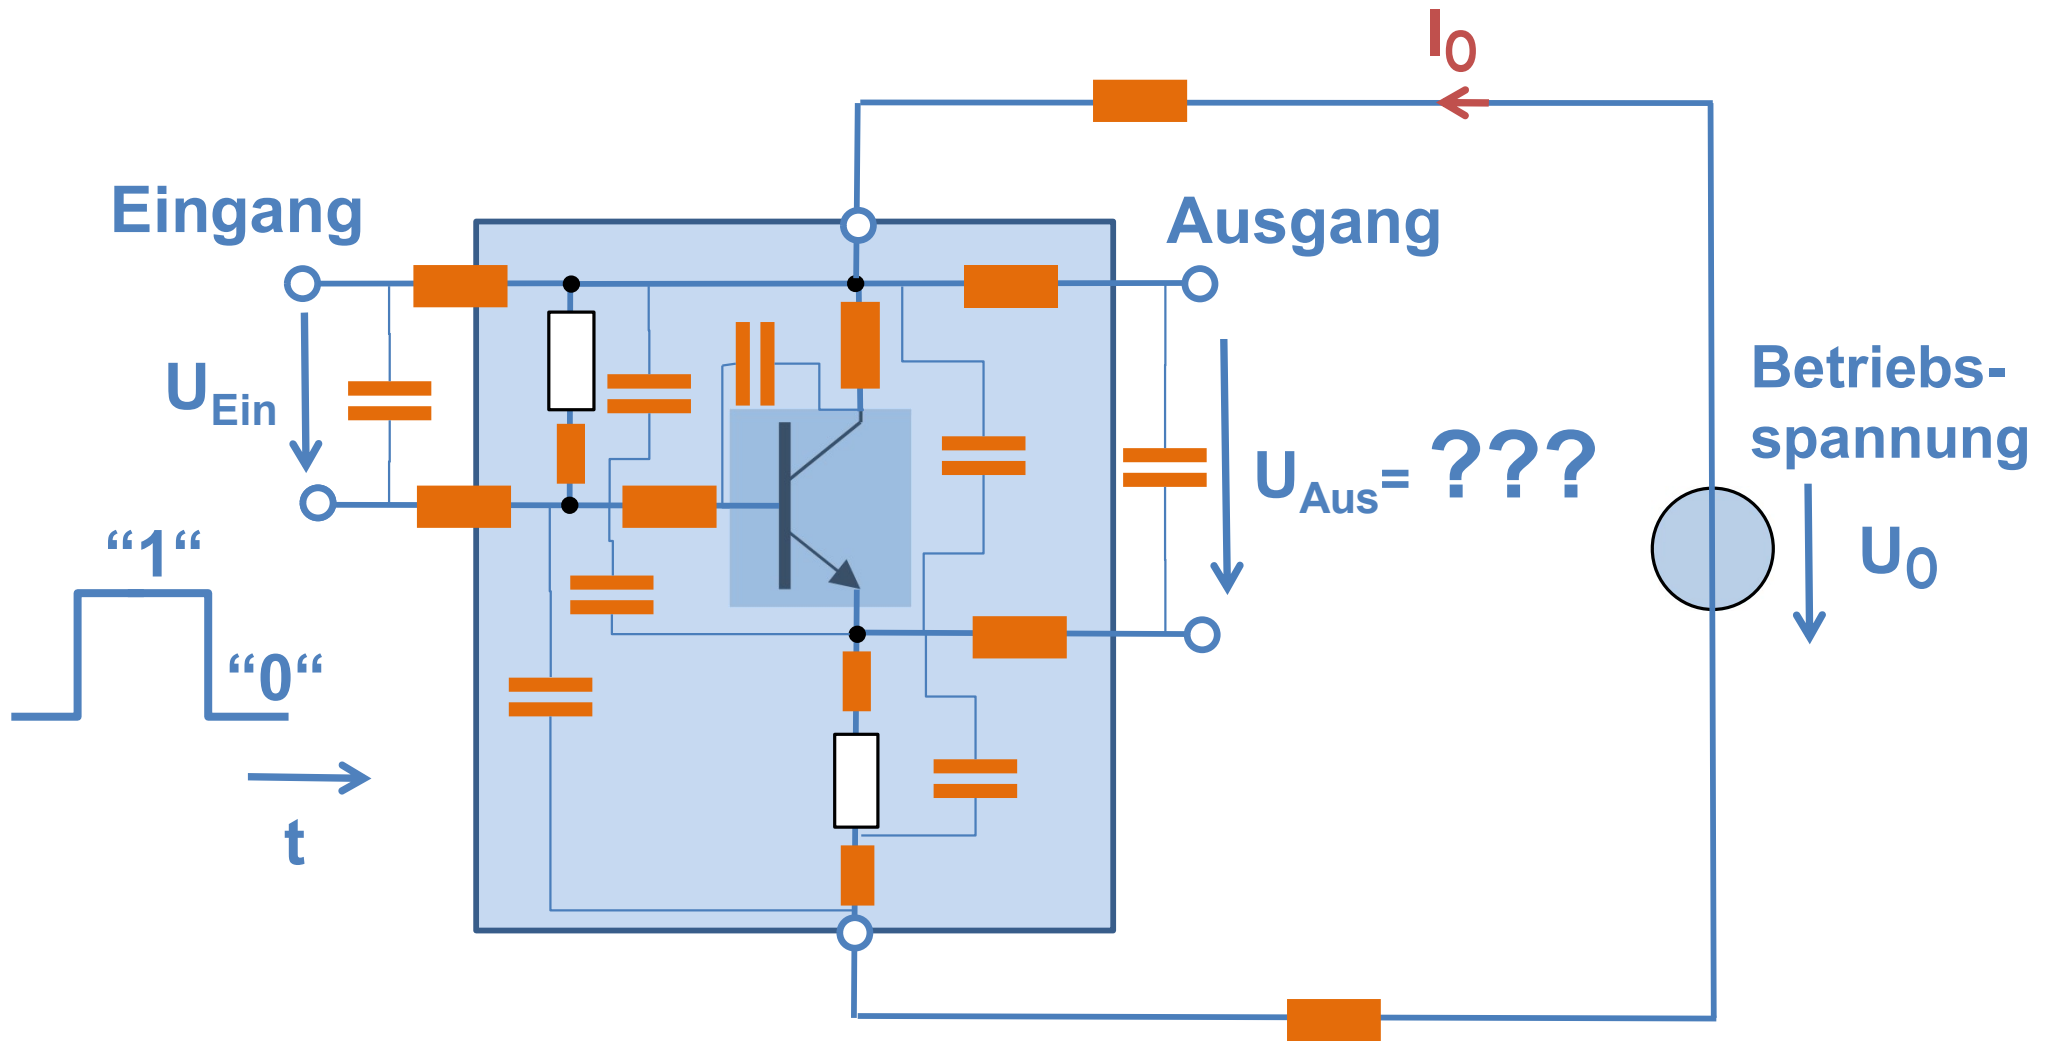 I0
Eingang
Ausgang
UEin
UAus= ???
Betriebs-
spannung
U0
“1“
“0“
t